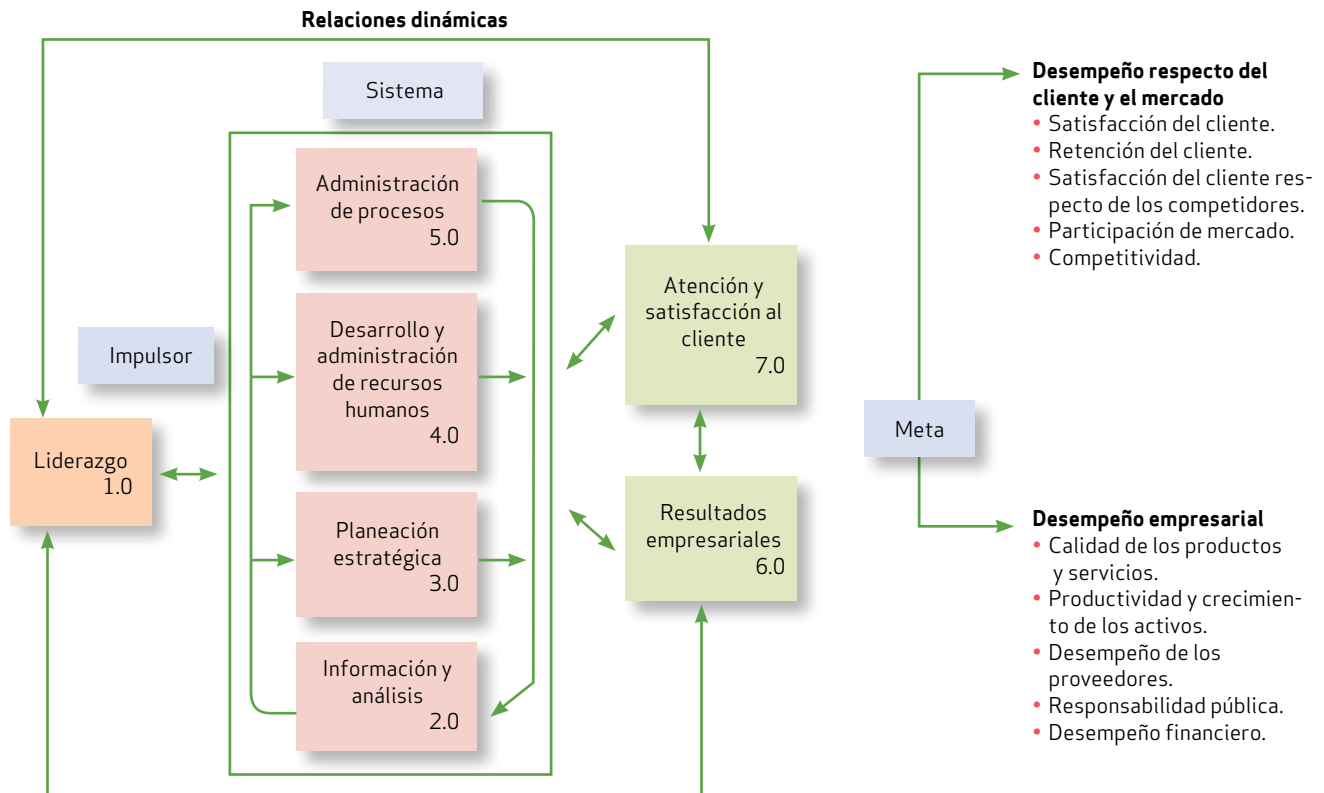 Relaciones dinámicas
Sistema
Impulsor
Liderazgo
1.0
Administración
de procesos
5.0
Desarrollo y
administración
de recursos
humanos
4.0
Planeación
estratégica
3.0
Información y
análisis
2.0
Atención y
satisfacción al
cliente
7.0
Resultados
empresariales
6.0
Meta
Desempeño respecto del
cliente y el mercado
• Satisfacción del cliente.
• Retención del cliente.
• Satisfacción del cliente res-
pecto de los competidores.
• Participación de mercado.
• Competitividad.
Desempeño empresarial
• Calidad de los productos
y servicios.
• Productividad y crecimien-
to de los activos.
• Desempeño de los
proveedores.
• Responsabilidad pública.
• Desempeño financiero.